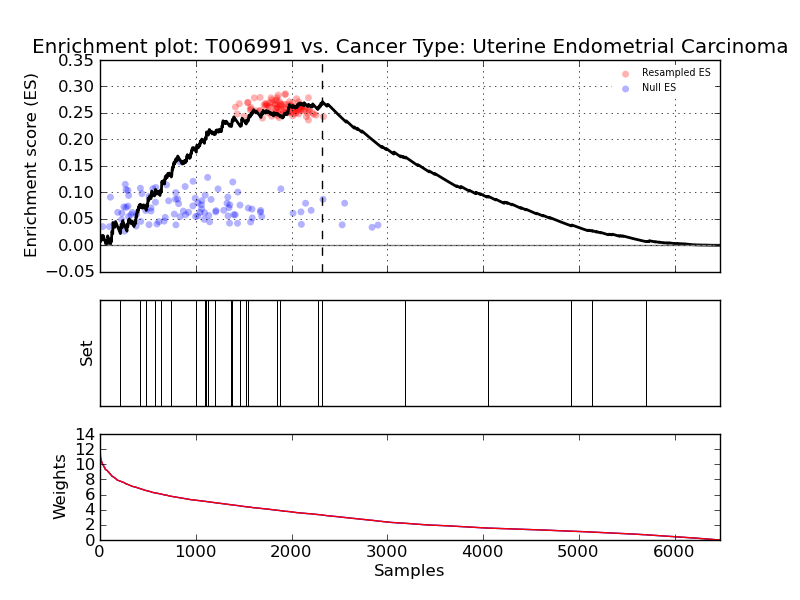 Enrichment plot: T006991 vs. Cancer Type: Uterine Endometrial Carcinoma
Enrichment score (ES)
0.35
0.30
0.25
0.20
0.15
0.10
0.05
0.00
−0.05
Resampled ES
Null ES
Set
Weights
14
12
10
8
6
4
2
0
0 1000 2000 3000 4000 5000 6000
Samples